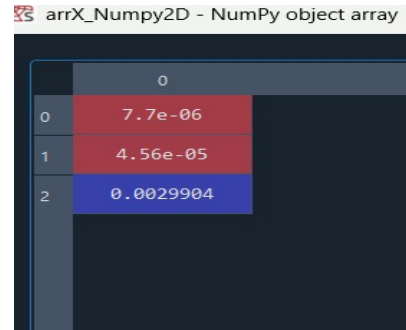 arrX_Numpy2D - NumPy object array
0
0 7.7e-06
1 4.56e-05
2 0.0029904